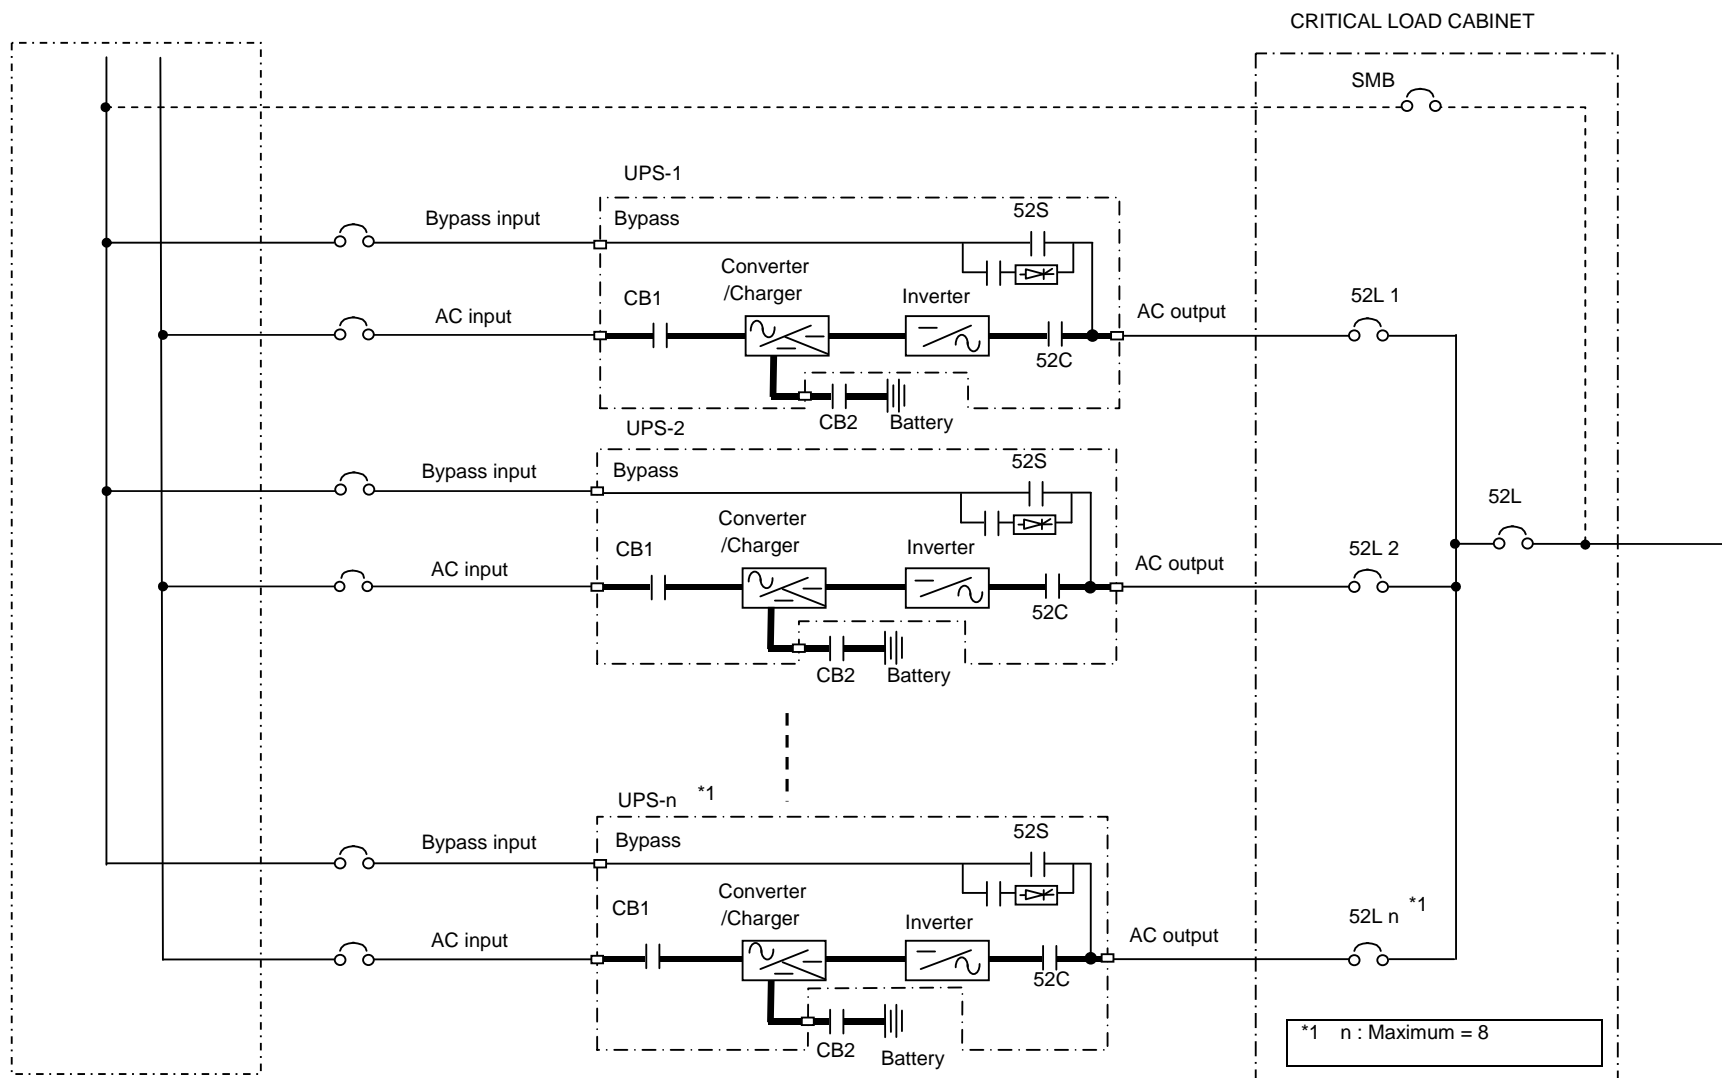 CRITICAL LOAD CABINET
SMB
UPS-1
Bypass input
Bypass
52S
Converter
/Charger
CB1
Inverter
AC input
AC output
52L 1
52C
CB2
Battery
UPS-2
Bypass input
Bypass
52S
Converter
/Charger
CB1
Inverter
AC input
AC output
52L 2
52L
52C
CB2
Battery
UPS-n *1
Bypass input
Bypass
52S
Converter
/Charger
CB1
Inverter
AC input
AC output
52L n *1
52C
CB2
Battery
*1 n : Maximum = 8